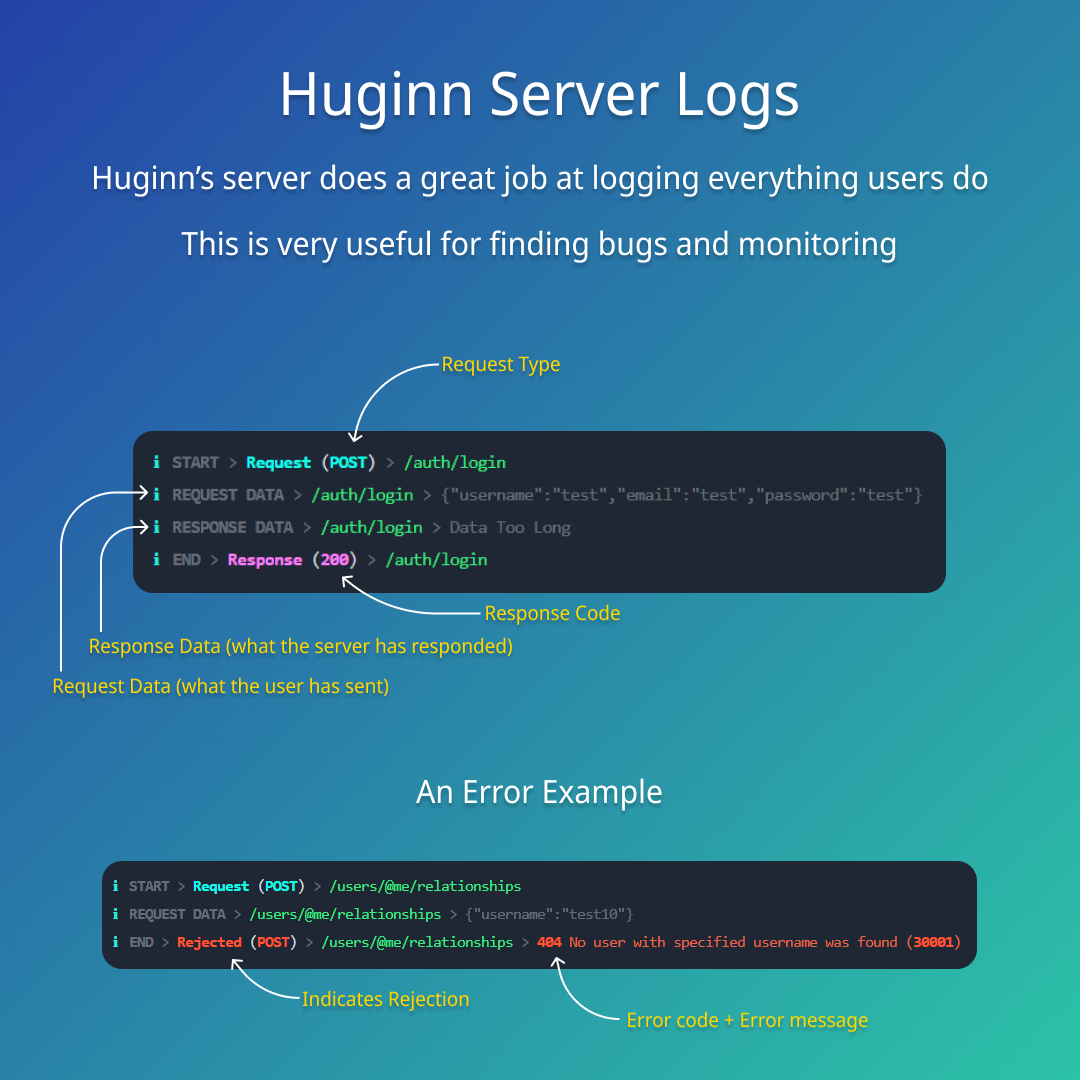 Huginn Server Logs
Huginn’s server does a great job at logging everything users do
This is very useful for finding bugs and monitoring
Request Type
i START > Request (POST) > /auth/login
i REQUEST DATA > /auth/login > {"username":"test","email":"test","password":"test"}
i RESPONSE DATA > /auth/login > Data Too Long
i END > Response (200) > /auth/login
Response Code
Response Data (what the server has responded)
Request Data (what the user has sent)
An Error Example
i START > Request (POST) > /users/@me/relationships
i REQUEST DATA > /users/@me/relationships > {"username":"test10"}
i END > Rejected (POST) > /users/@me/relationships > 404 No user with specified username was found (30001)
Indicates Rejection
Error code + Error message